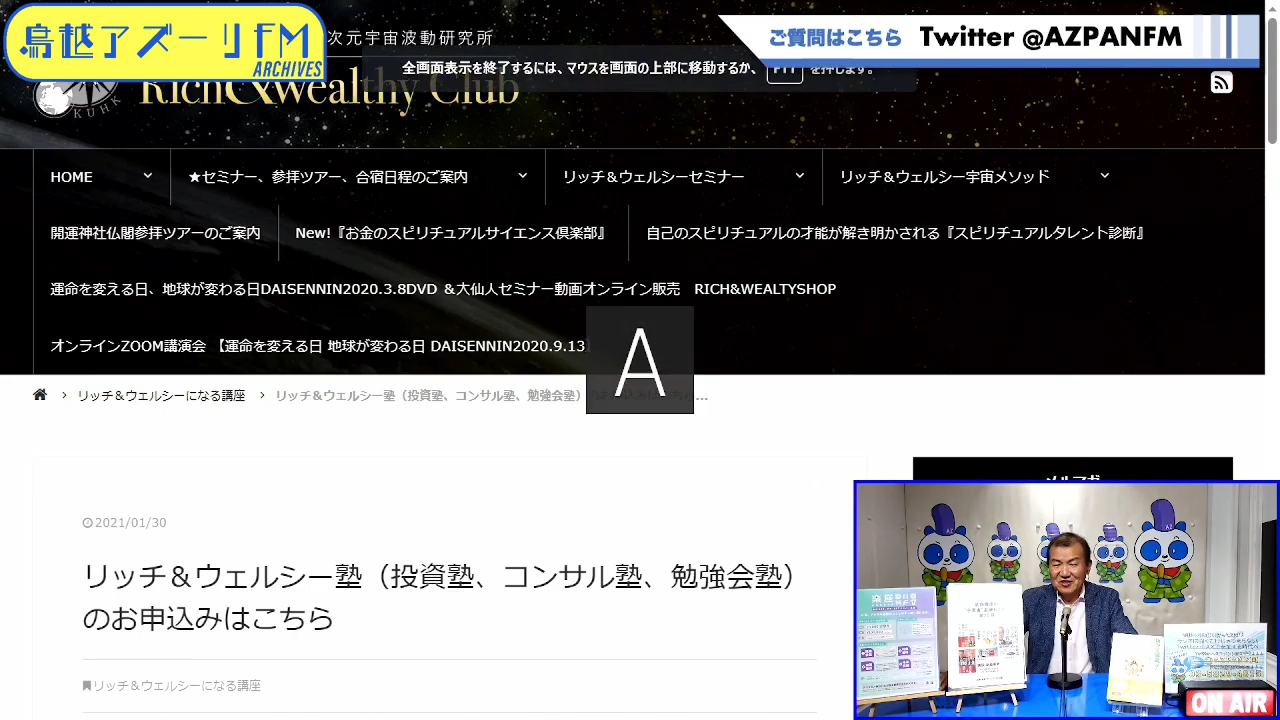 鳥越アズーリFM
ARCHIVES
次元宇宙波動研究所
ご質問はこちら Twitter @AZPANFM
全画面表示を終了するには、マウスを画面の上部に移動するか、 F11 を押します。
Rich&wealthy Club
KUHK
HOME
★セミナー、参拝ツアー、合宿日程のご案内
リッチ＆ウェルシーセミナー
リッチ＆ウェルシー宇宙メソッド
開運神社仏閣参拝ツアーのご案内
New!『お金のスピリチュアルサイエンス倶楽部』
自己のスピリチュアルの才能が解き明かされる『スピリチュアルタレント診断』
運命を変える日、地球が変わる日DAISENNIN2020.3.8DVD ＆大仙人セミナー動画オンライン販売 RICH&WEALTYSHOP
オンラインZOOM講演会 【運命を変える日 地球が変わる日 DAISENNIN2020.9.13】
A
リッチ＆ウェルシーになる講座 > リッチ＆ウェルシー塾（投資塾、コンサル塾、勉強会塾）のお申込みはこちら...
メルマガ
2021/01/30
リッチ＆ウェルシー塾（投資塾、コンサル塾、勉強会塾）
のお申込みはこちら
リッチ＆ウェルシーになる講座
ON AIR